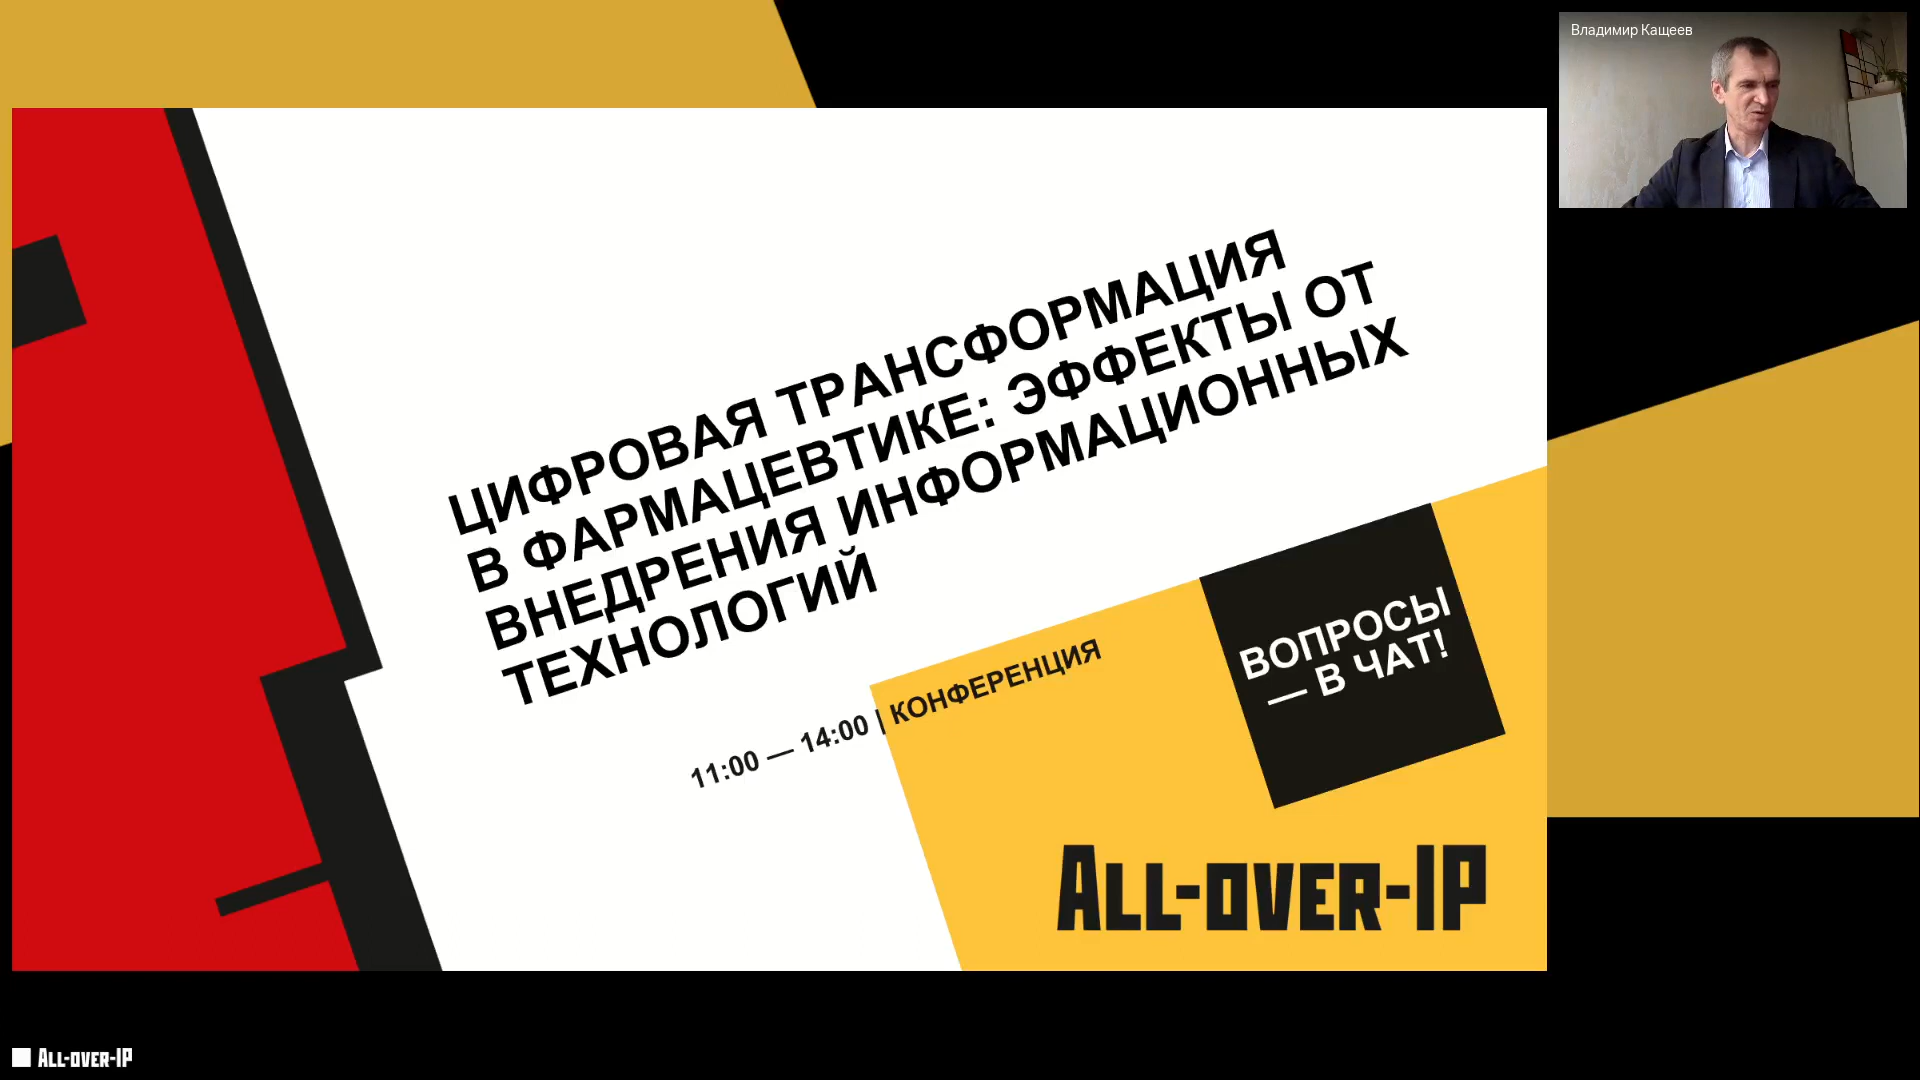 Владимир Кащеев
ЦИФРОВАЯ ТРАНСФОРМАЦИЯ
В ФАРМАЦЕВТИКЕ: ЭФФЕКТЫ ОТ
ВНЕДРЕНИЯ ИНФОРМАЦИОННЫХ
ТЕХНОЛОГИЙ
11:00 — 14:00 | КОНФЕРЕНЦИЯ
ВОПРОСЫ
— В ЧАТ!
ALL-OVER-IP
ALL-OVER-IP